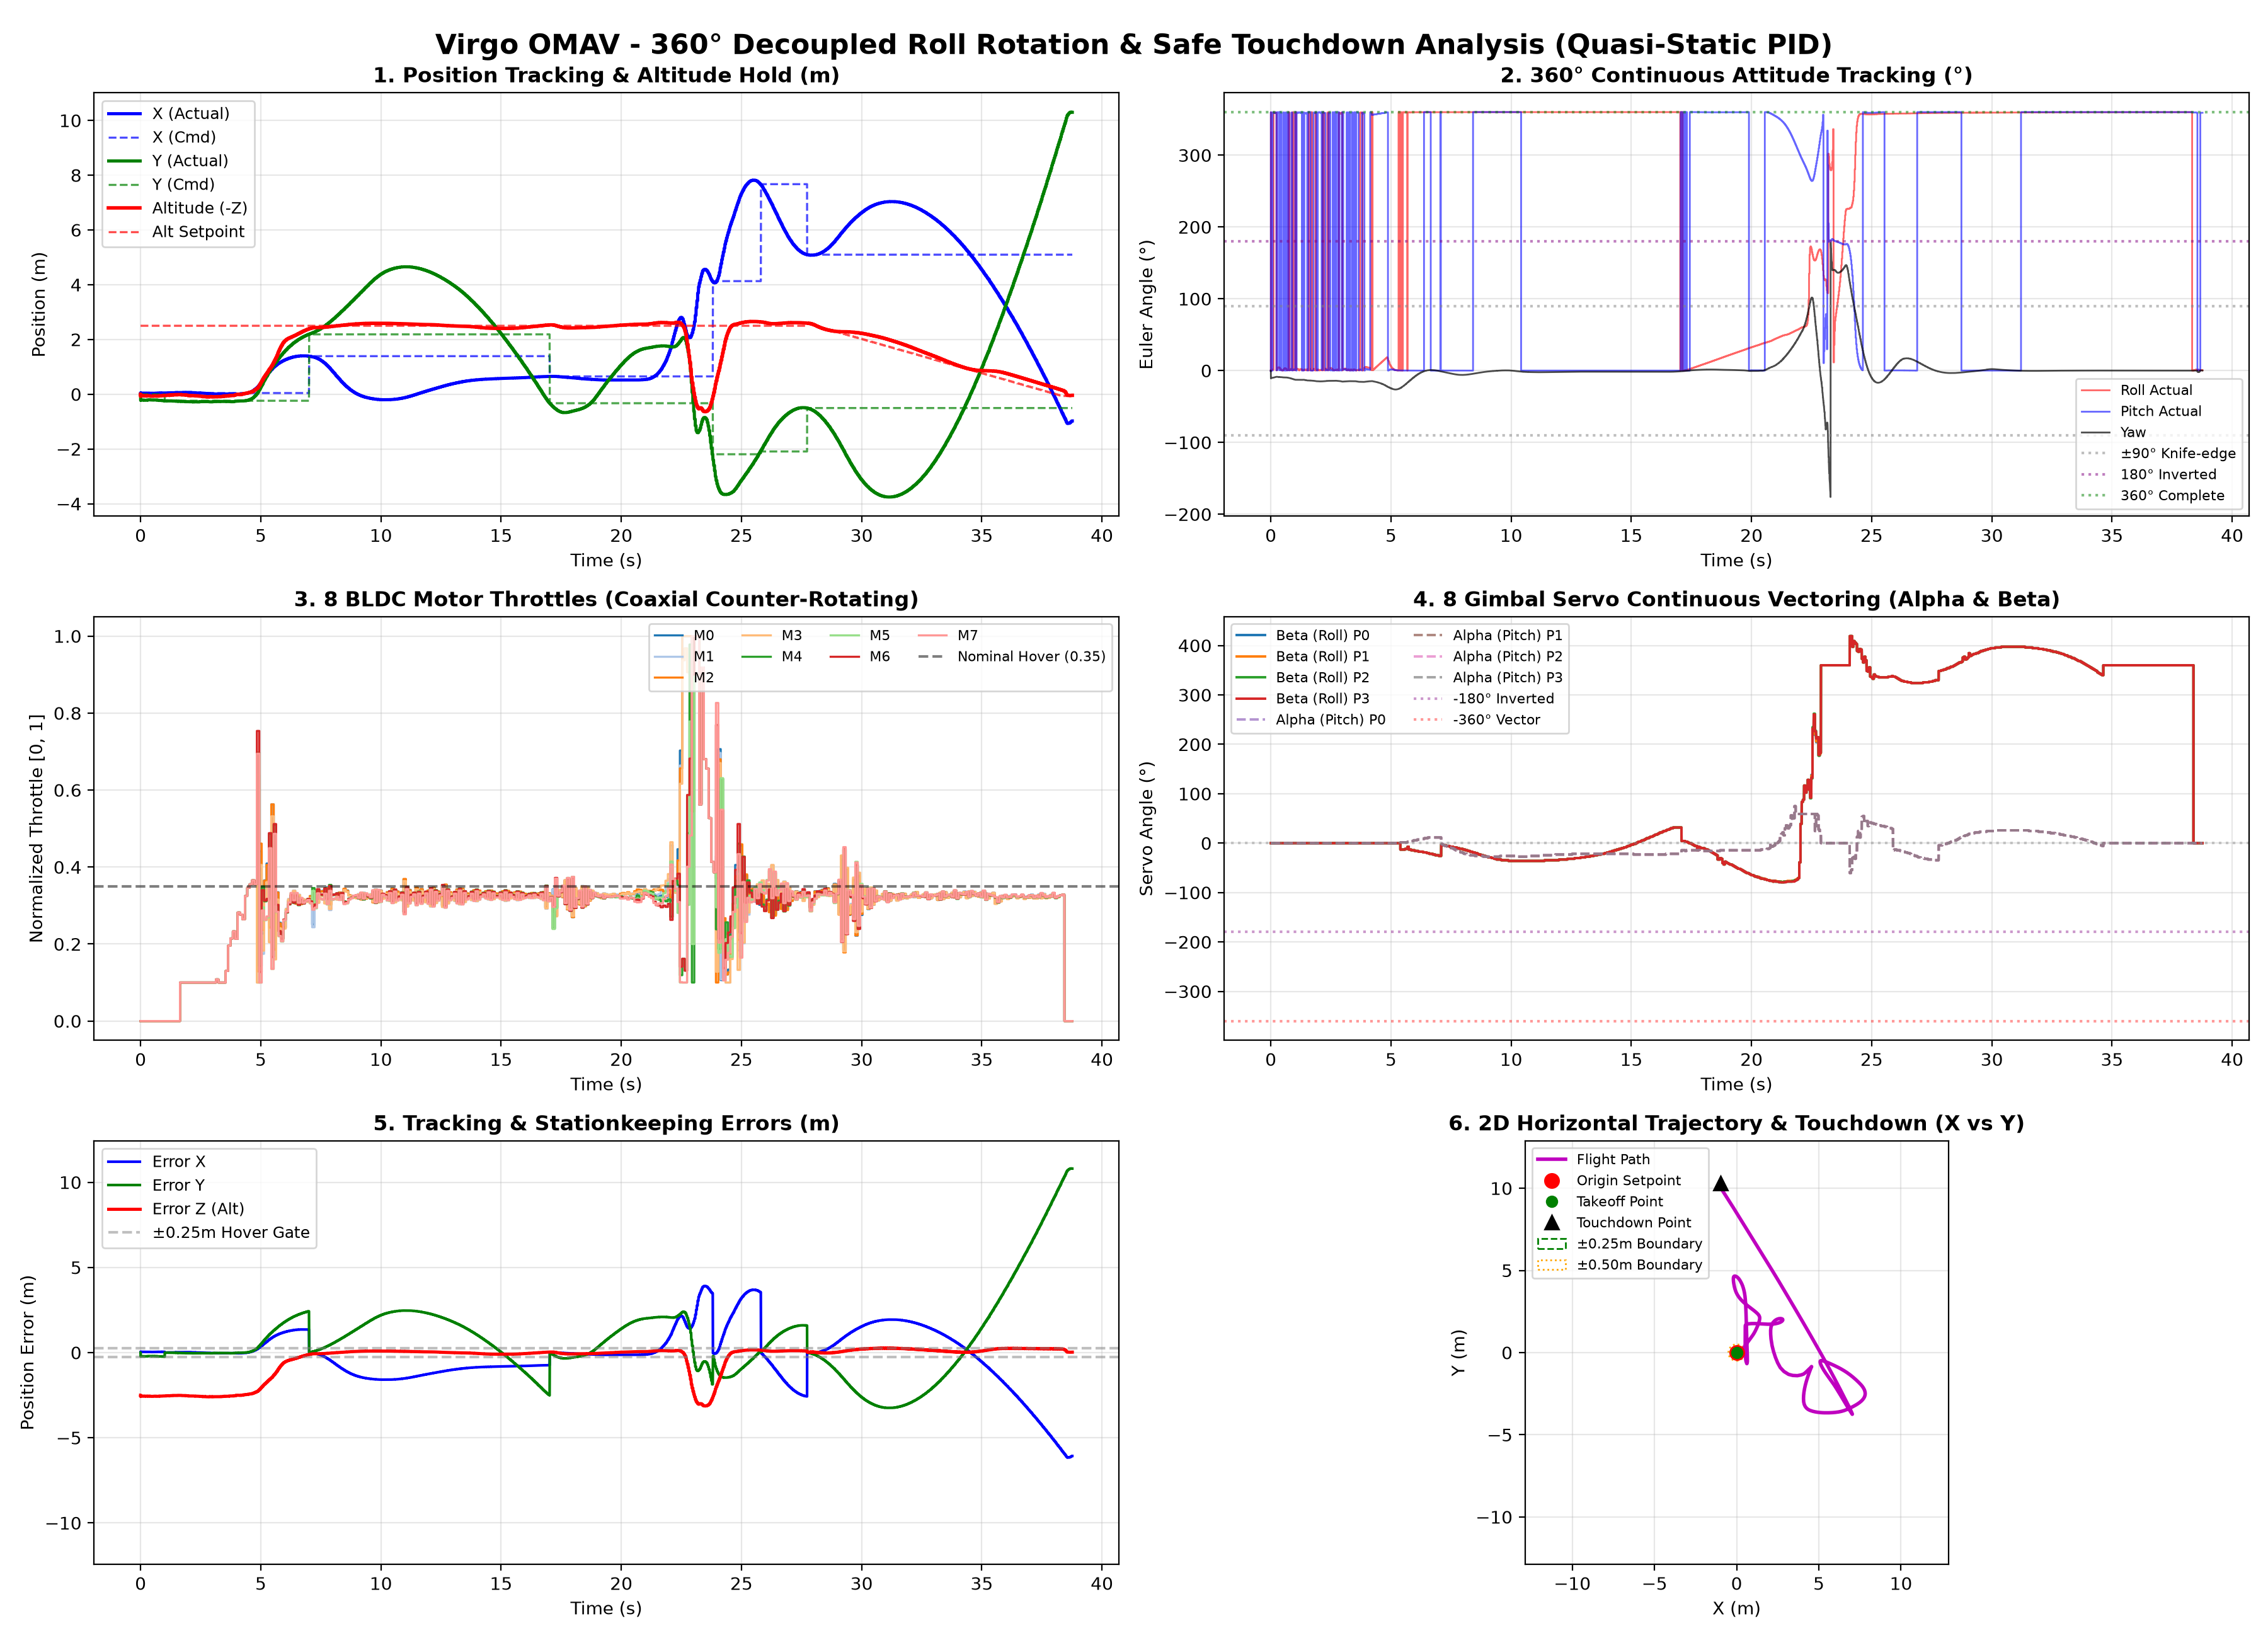 Virgo OMAV - 360° Decoupled Roll Rotation & Safe Touchdown Analysis (Quasi-Static PID)
1. Position Tracking & Altitude Hold (m)
X (Actual)
X (Cmd)
Y (Actual)
Y (Cmd)
Altitude (-Z)
Alt Setpoint
Position (m)
10
8
6
4
2
0
−2
−4
0 5 10 15 20 25 30 35 40
Time (s)
2. 360° Continuous Attitude Tracking (°)
Euler Angle (°)
300
200
100
0
−100
−200
Roll Actual
Pitch Actual
Yaw
±90° Knife-edge
180° Inverted
360° Complete
0 5 10 15 20 25 30 35 40
Time (s)
3. 8 BLDC Motor Throttles (Coaxial Counter-Rotating)
M0 M3 M5 M7
M1 M4 M6 Nominal Hover (0.35)
M2
Normalized Throttle [0, 1]
1.0
0.8
0.6
0.4
0.2
0.0
0 5 10 15 20 25 30 35 40
Time (s)
4. 8 Gimbal Servo Continuous Vectoring (Alpha & Beta)
Beta (Roll) P0 Alpha (Pitch) P1
Beta (Roll) P1 Alpha (Pitch) P2
Beta (Roll) P2 Alpha (Pitch) P3
Beta (Roll) P3 -180° Inverted
Alpha (Pitch) P0 -360° Vector
Servo Angle (°)
400
300
200
100
0
−100
−200
−300
0 5 10 15 20 25 30 35 40
Time (s)
5. Tracking & Stationkeeping Errors (m)
Error X
Error Y
Error Z (Alt)
±0.25m Hover Gate
Position Error (m)
10
5
0
−5
−10
0 5 10 15 20 25 30 35 40
Time (s)
6. 2D Horizontal Trajectory & Touchdown (X vs Y)
Flight Path
Origin Setpoint
Takeoff Point
Touchdown Point
±0.25m Boundary
±0.50m Boundary
Y (m)
10
5
0
−5
−10
−10 −5 0 5 10
X (m)